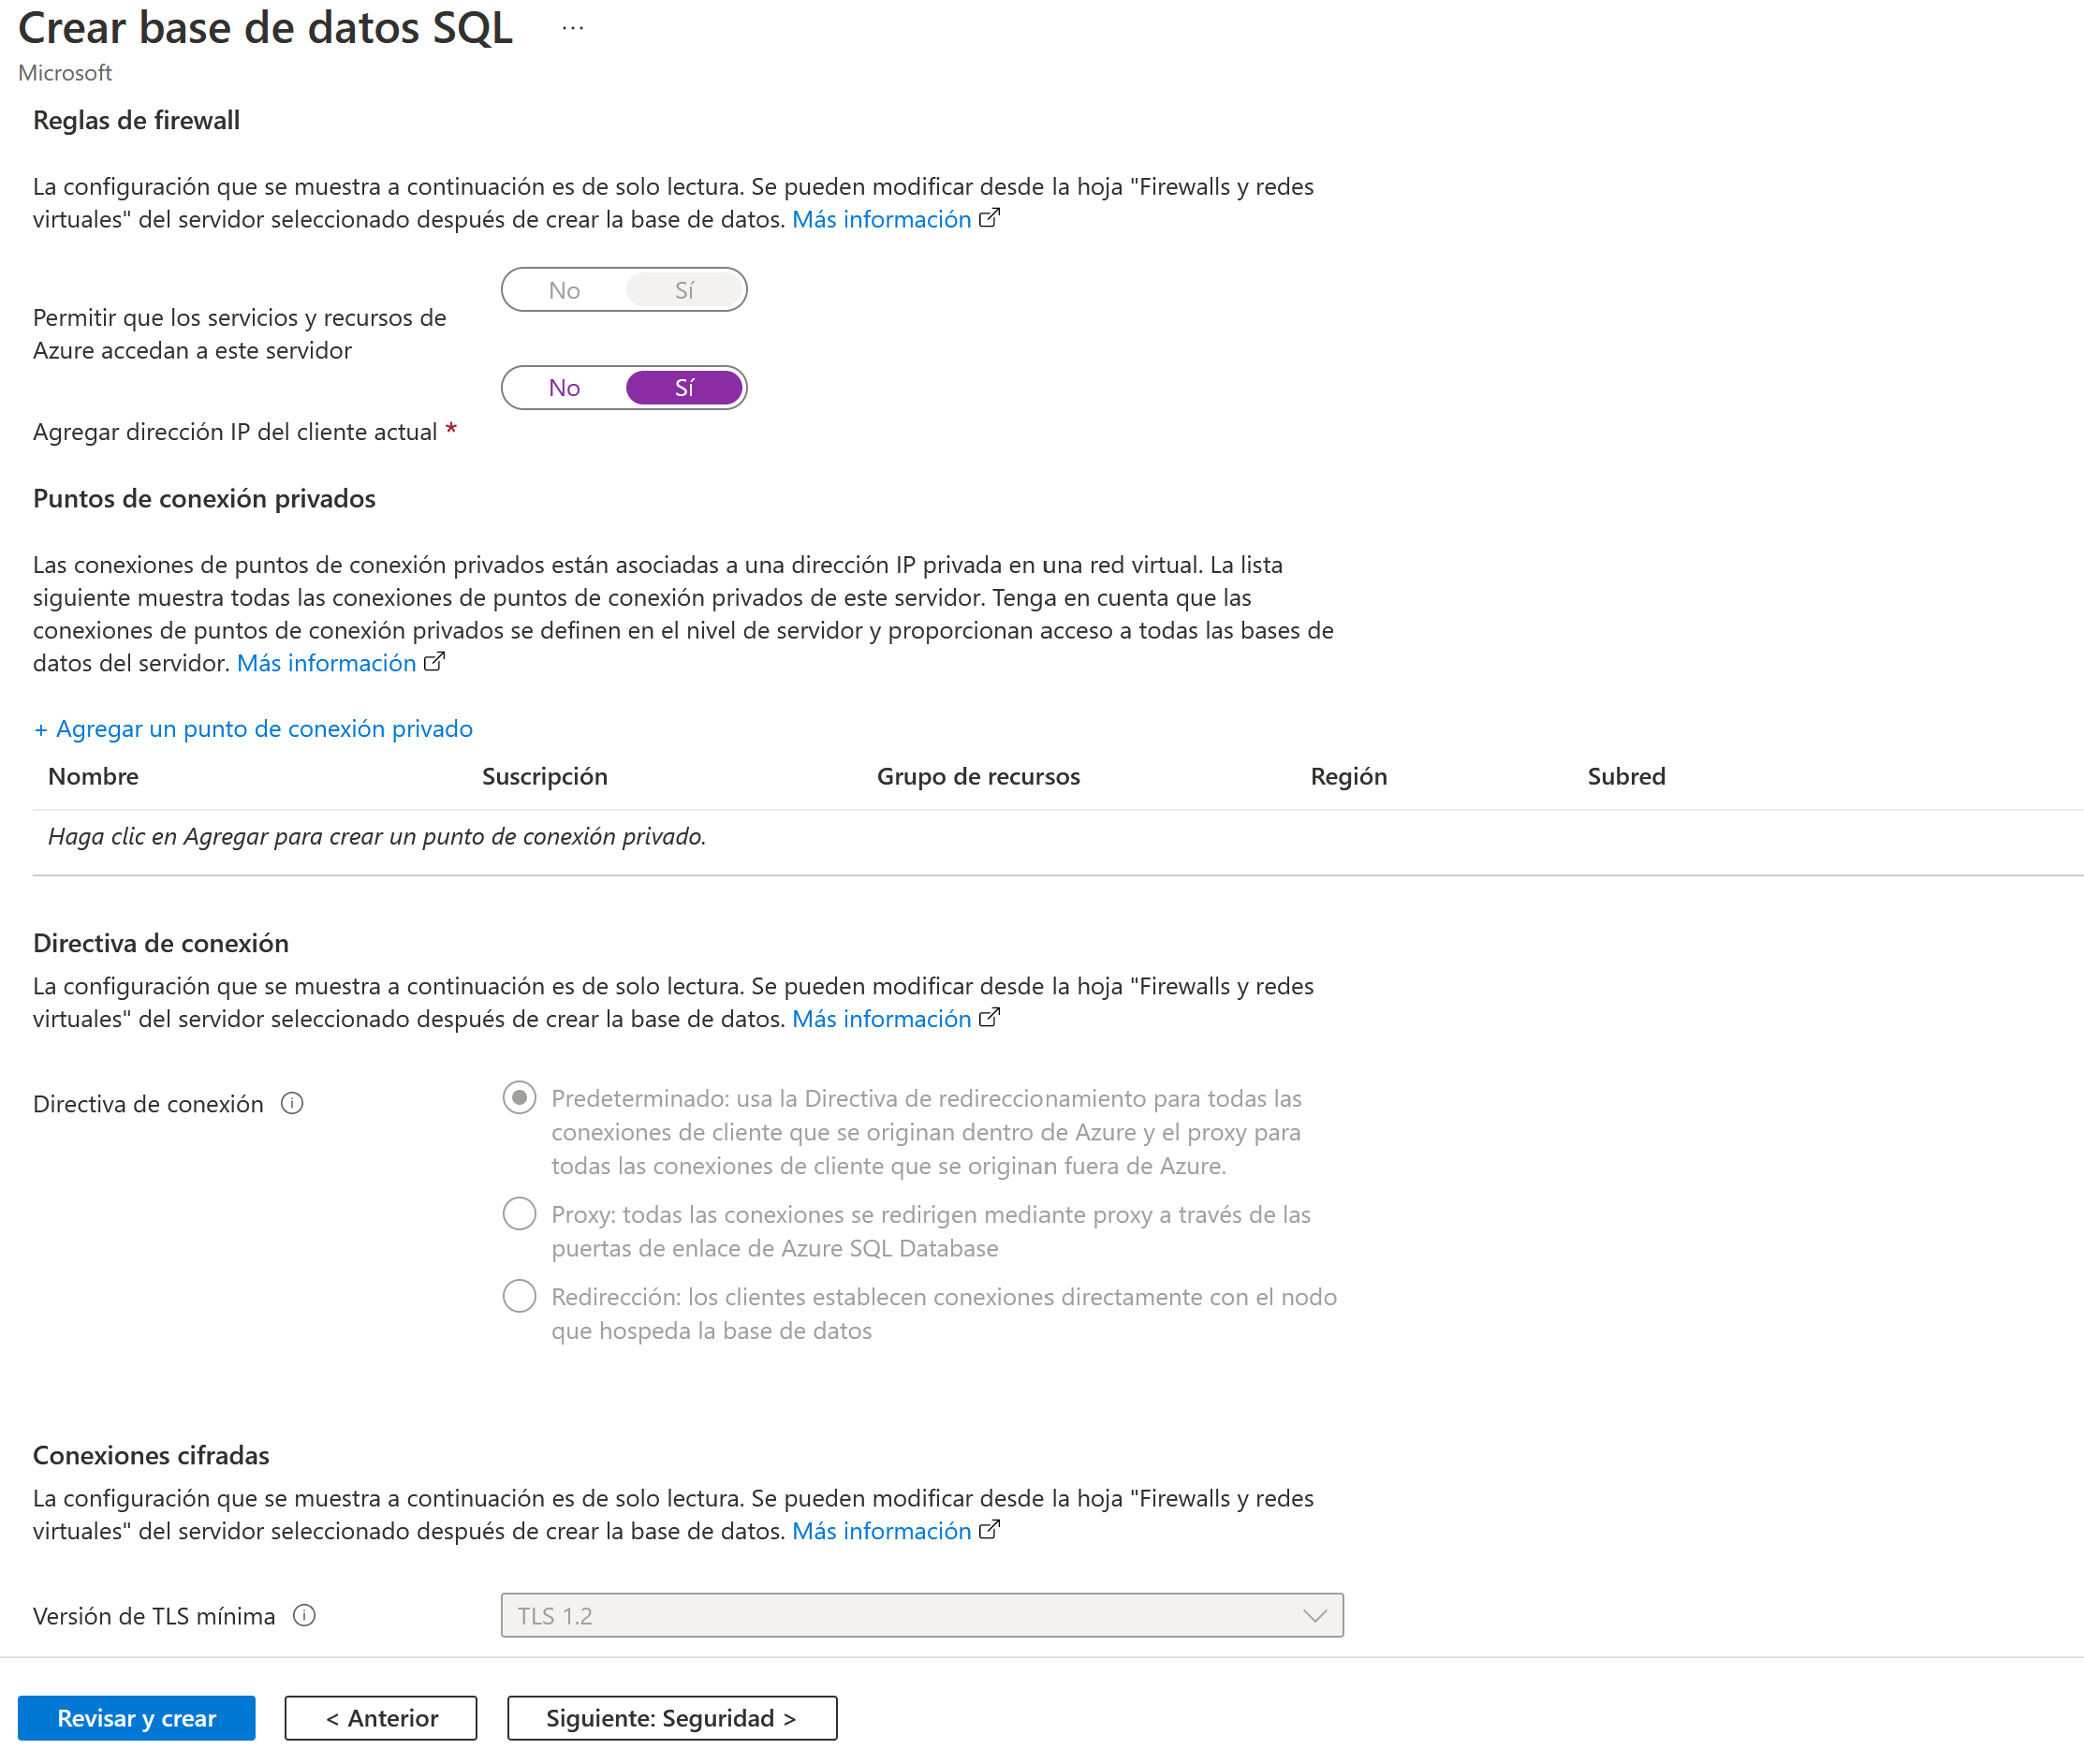 Crear base de datos SQL ...
Microsoft
Reglas de firewall
La configuración que se muestra a continuación es de solo lectura. Se pueden modificar desde la hoja "Firewalls y redes
virtuales" del servidor seleccionado después de crear la base de datos. Más información
No Sí
Permitir que los servicios y recursos de
Azure accedan a este servidor
No Sí
Agregar dirección IP del cliente actual *
Puntos de conexión privados
Las conexiones de puntos de conexión privados están asociadas a una dirección IP privada en una red virtual. La lista
siguiente muestra todas las conexiones de puntos de conexión privados de este servidor. Tenga en cuenta que las
conexiones de puntos de conexión privados se definen en el nivel de servidor y proporcionan acceso a todas las bases de
datos del servidor. Más información
+ Agregar un punto de conexión privado
Nombre Suscripción Grupo de recursos Región Subred
Haga clic en Agregar para crear un punto de conexión privado.
Directiva de conexión
La configuración que se muestra a continuación es de solo lectura. Se pueden modificar desde la hoja "Firewalls y redes
virtuales" del servidor seleccionado después de crear la base de datos. Más información
Directiva de conexión
Predeterminado: usa la Directiva de redireccionamiento para todas las
conexiones de cliente que se originan dentro de Azure y el proxy para
todas las conexiones de cliente que se originan fuera de Azure.
Proxy: todas las conexiones se redirigen mediante proxy a través de las
puertas de enlace de Azure SQL Database
Redirección: los clientes establecen conexiones directamente con el nodo
que hospeda la base de datos
Conexiones cifradas
La configuración que se muestra a continuación es de solo lectura. Se pueden modificar desde la hoja "Firewalls y redes
virtuales" del servidor seleccionado después de crear la base de datos. Más información
Versión de TLS mínima TLS 1.2
Revisar y crear < Anterior Siguiente: Seguridad >